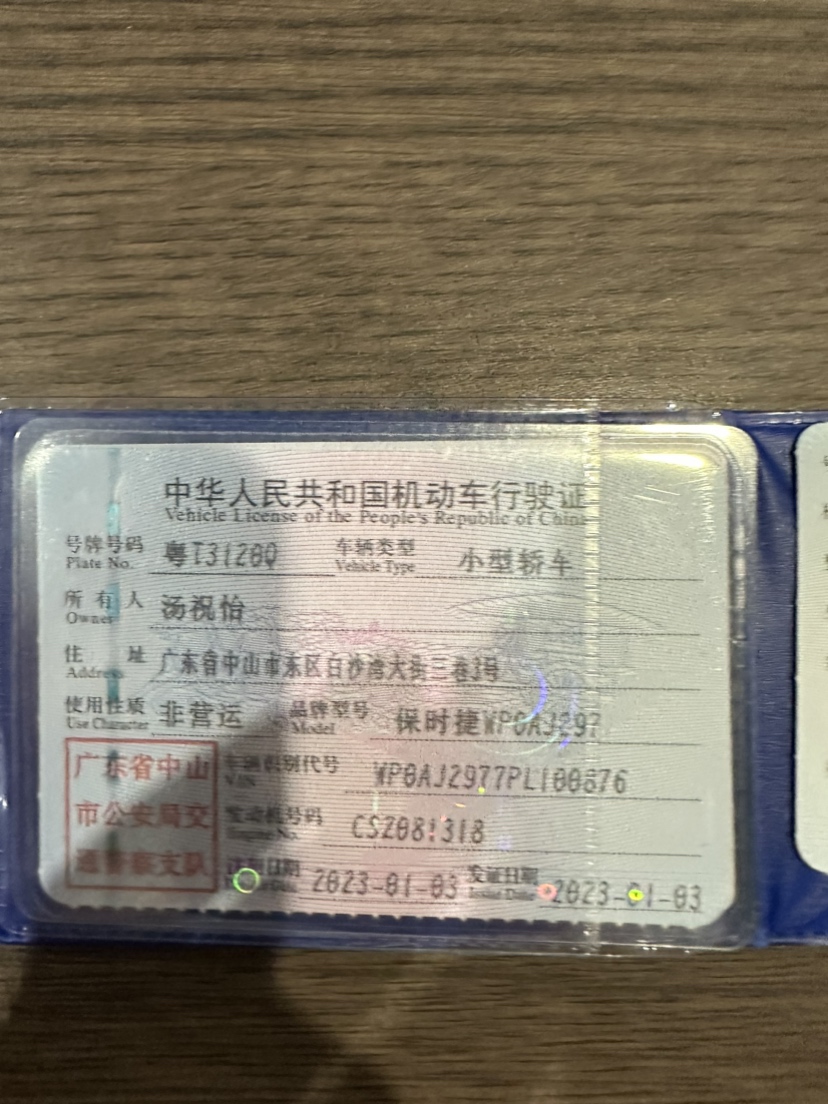 中华人民共和国机动车行驶证
Vehicle License of the People's Republic of China
号牌号码 粤T3128Q 车辆类型 小型轿车
Plate No. Vehicle Type
所有人 汤祝怡
Owner
住址 广东省中山市东区白沙湾大街三巷3号
Address
使用性质 非营运 品牌型号 保时捷WP0AJ297
Use Character Model
广东省中山
市公安局交
通警察支队
车辆识别代号 WP0AJ2977PL100876
VIN
发动机号码 CSZ081318
Engine No.
注册日期 2023-01-03 发证日期 2023-01-03
Issue Date